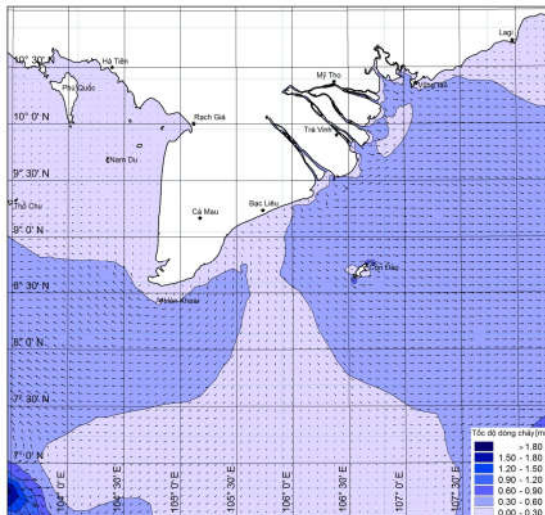 Lagi
10° 30' N
Hà Tiên
Mỹ Tho
Vũng tàu
Phú Quốc
10° 0' N
Rạch Giá
Trà Vinh
9° 30' N
Nam Du
Thổ Chu
Cà Mau
Bạc Liêu
9° 0' N
Côn Đảo
8° 30' N
Hòn Khoai
8° 0' N
7° 30' N
7° 0' N
Tốc độ dòng chảy [m
> 1.80
1.50 - 1.80
1.20 - 1.50
0.90 - 1.20
0.60 - 0.90
0.30 - 0.60
0.00 - 0.30
104° 0' E
104° 30' E
105° 0' E
105° 30' E
106° 0' E
106° 30' E
107° 0' E
107° 30' E